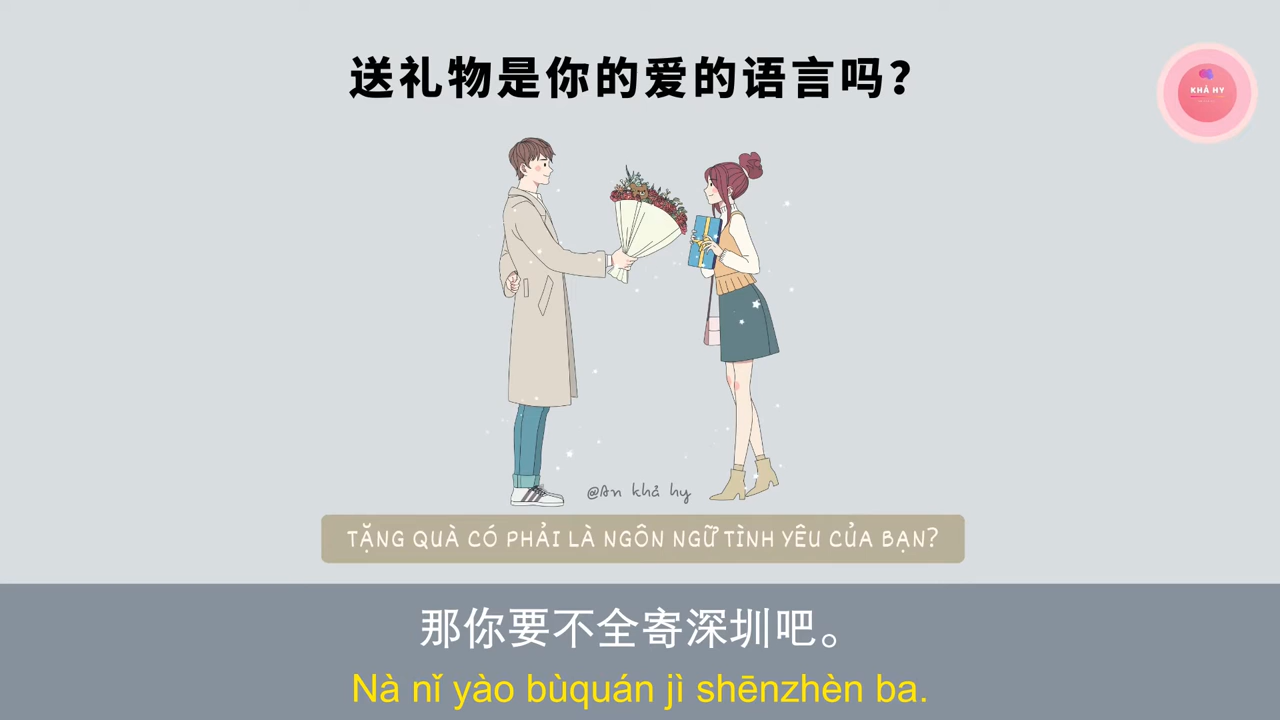 送礼物是你的爱的语言吗？
KHẢ HY
@An khả hy
TẶNG QUÀ CÓ PHẢI LÀ NGÔN NGỮ TÌNH YÊU CỦA BẠN?
那你要不全寄深圳吧。
Nà nǐ yào bùquán jì shēnzhèn ba.